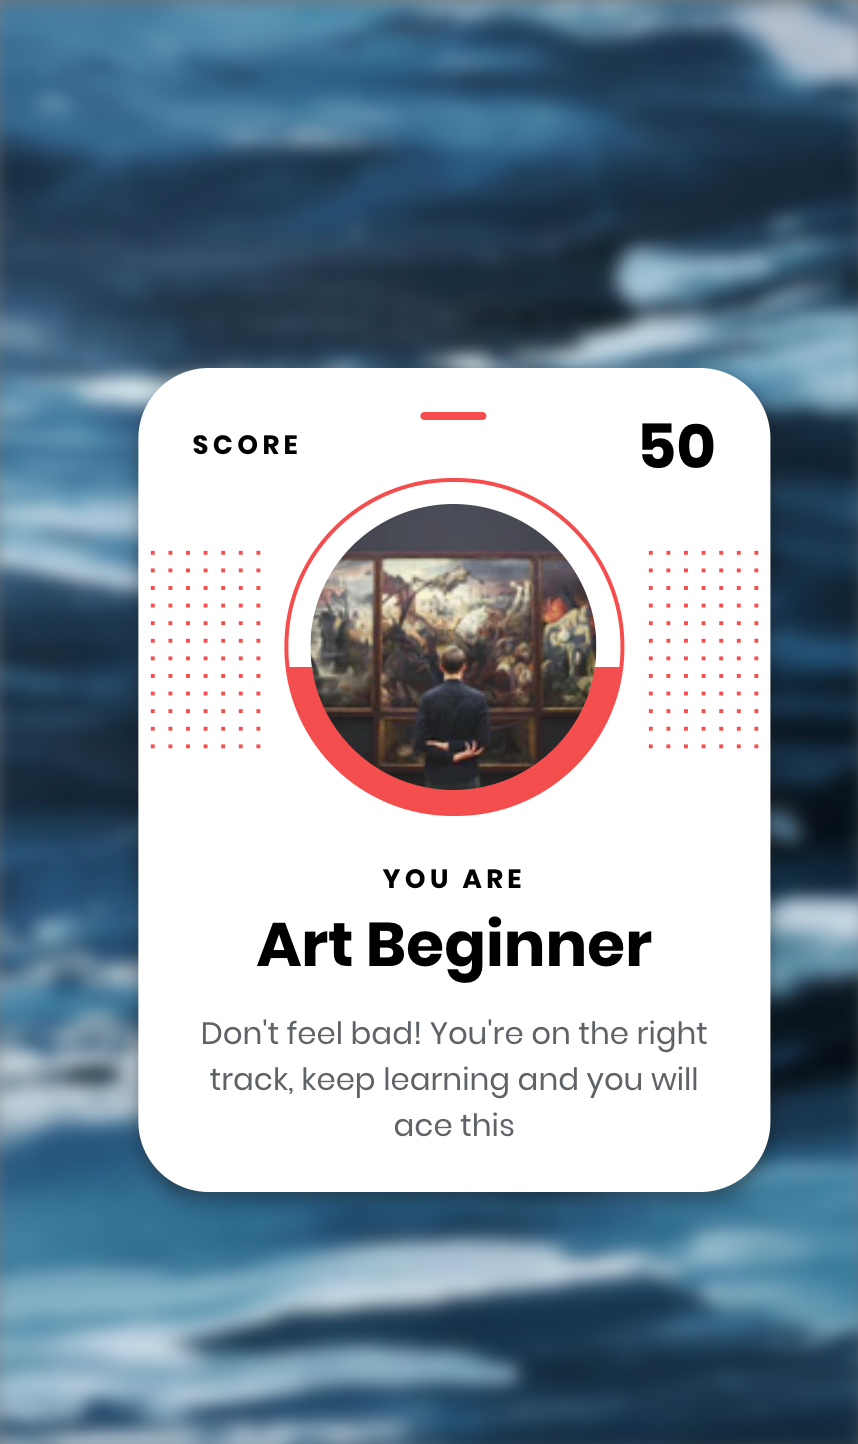 SCORE
50
YOU ARE
Art Beginner
Don't feel bad! You're on the right
track, keep learning and you will
ace this